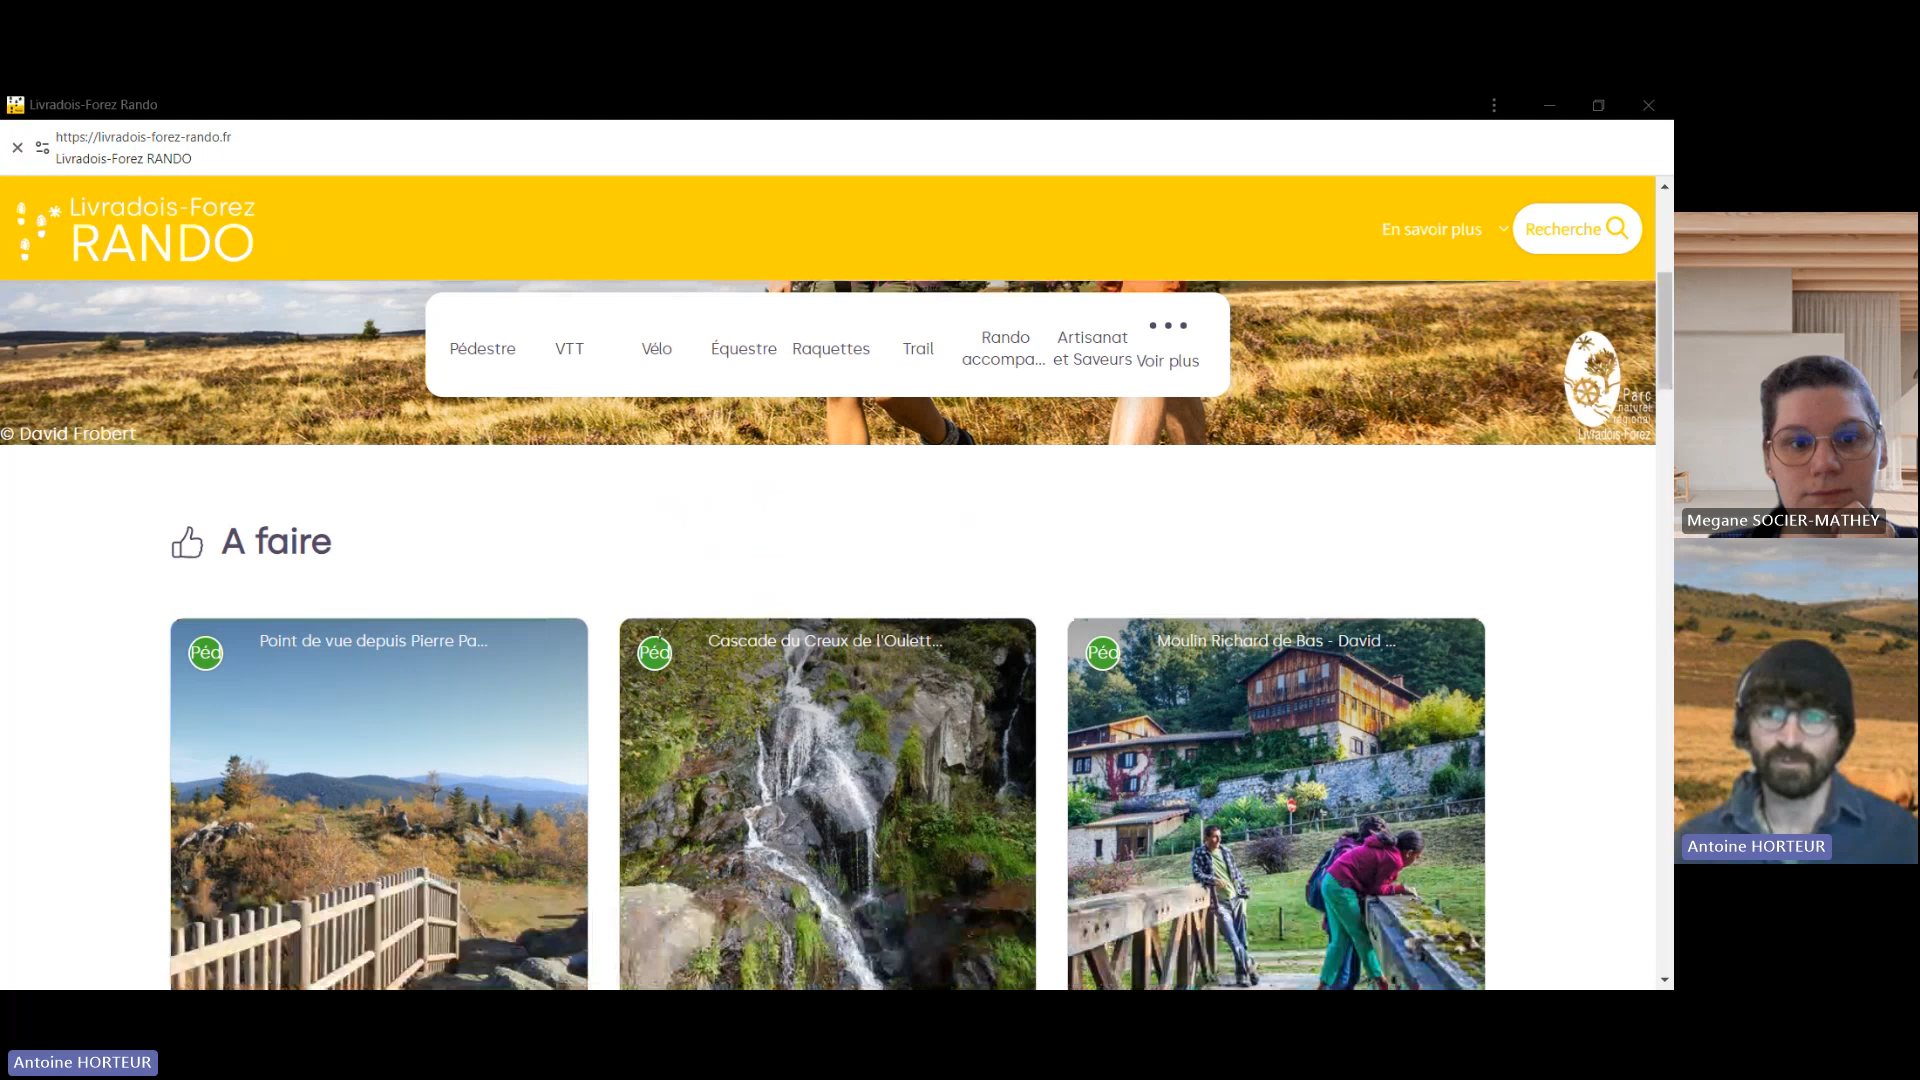 Livradois-Forez Rando
https://livradois-forez-rando.fr
Livradois-Forez RANDO
Livradois-Forez
RANDO
En savoir plus
Recherche
Pédestre
VTT
Vélo
Équestre
Raquettes
Trail
Rando
accompa...
Artisanat
et Saveurs
Voir plus
Parc
naturel
régional
Livradois-Forez
© David Frobert
A faire
Péd
Point de vue depuis Pierre Pa...
Péd
Cascade du Creux de l'Oulett...
Péd
Moulin Richard de Bas - David ...
Megane SOCIER-MATHEY
Antoine HORTEUR
Antoine HORTEUR